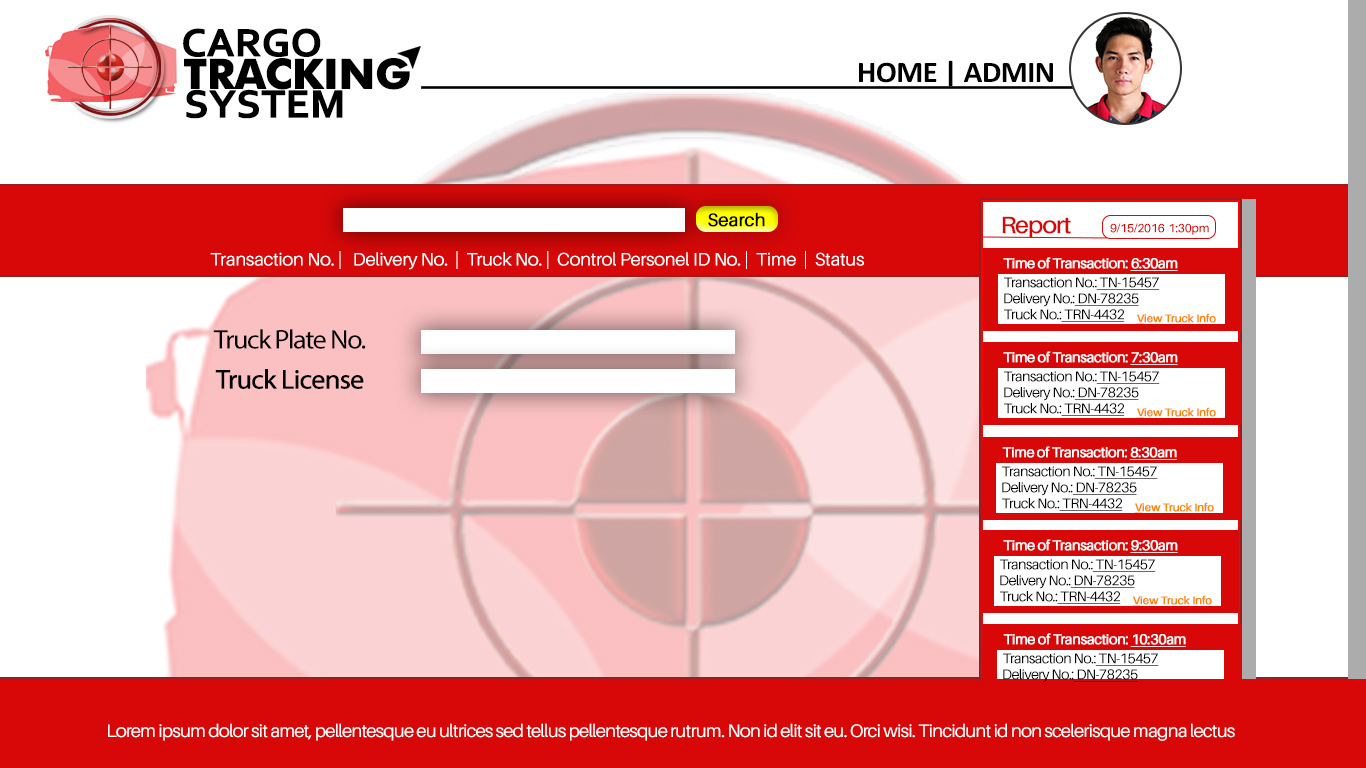 CARGO
TRACKING
SYSTEM
HOME | ADMIN
Search
Transaction No. | Delivery No. | Truck No. | Control Personel ID No. | Time | Status
Truck Plate No.
Truck License
Report 9/15/2016 1:30pm
Time of Transaction: 6:30am
Transaction No.: TN-15457
Delivery No.: DN-78235
Truck No.: TRN-4432 View Truck Info
Time of Transaction: 7:30am
Transaction No.: TN-15457
Delivery No.: DN-78235
Truck No.: TRN-4432 View Truck Info
Time of Transaction: 8:30am
Transaction No.: TN-15457
Delivery No.: DN-78235
Truck No.: TRN-4432 View Truck Info
Time of Transaction: 9:30am
Transaction No.: TN-15457
Delivery No.: DN-78235
Truck No.: TRN-4432 View Truck Info
Time of Transaction: 10:30am
Transaction No.: TN-15457
Delivery No.: DN-78235
Lorem ipsum dolor sit amet, pellentesque eu ultrices sed tellus pellentesque rutrum. Non id elit sit eu. Orci wisi. Tincidunt id non scelerisque magna lectus